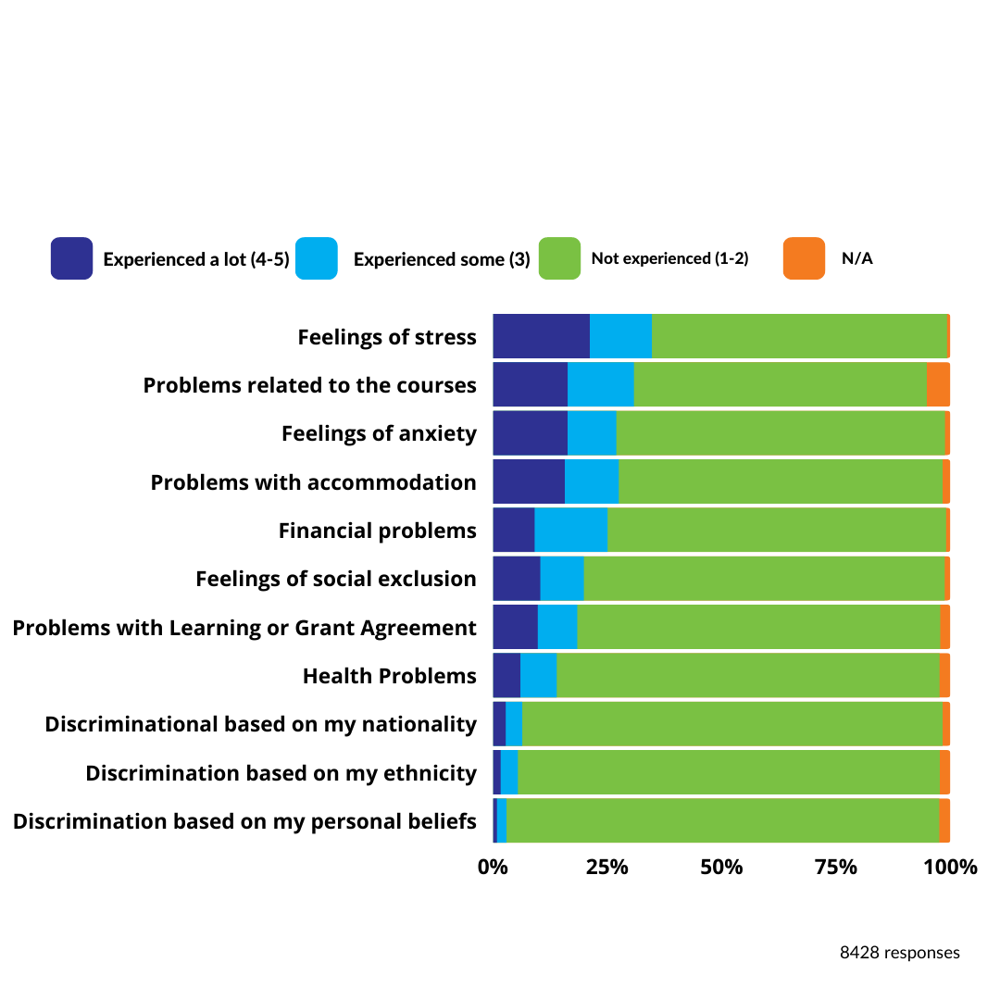 Experienced a lot (4-5) Experienced some (3) Not experienced (1-2) N/A
Feelings of stress
Problems related to the courses
Feelings of anxiety
Problems with accommodation
Financial problems
Feelings of social exclusion
Problems with Learning or Grant Agreement
Health Problems
Discriminational based on my nationality
Discrimination based on my ethnicity
Discrimination based on my personal beliefs
0% 25% 50% 75% 100%
8428 responses